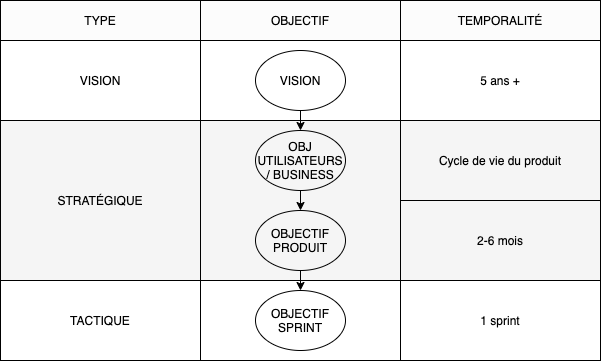 TYPE
OBJECTIF
TEMPORALITÉ
VISION
VISION
5 ans +
STRATÉGIQUE
OBJ
UTILISATEURS
/ BUSINESS
Cycle de vie du produit
OBJECTIF
PRODUIT
2-6 mois
TACTIQUE
OBJECTIF
SPRINT
1 sprint